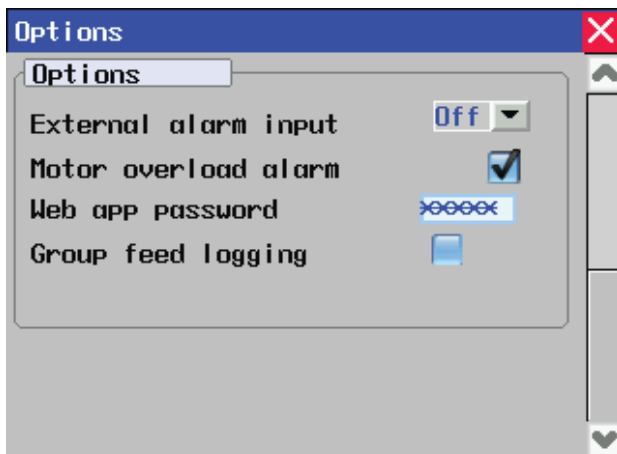 Options
Options
External alarm input Off
Motor overload alarm
Web app password
Group feed logging